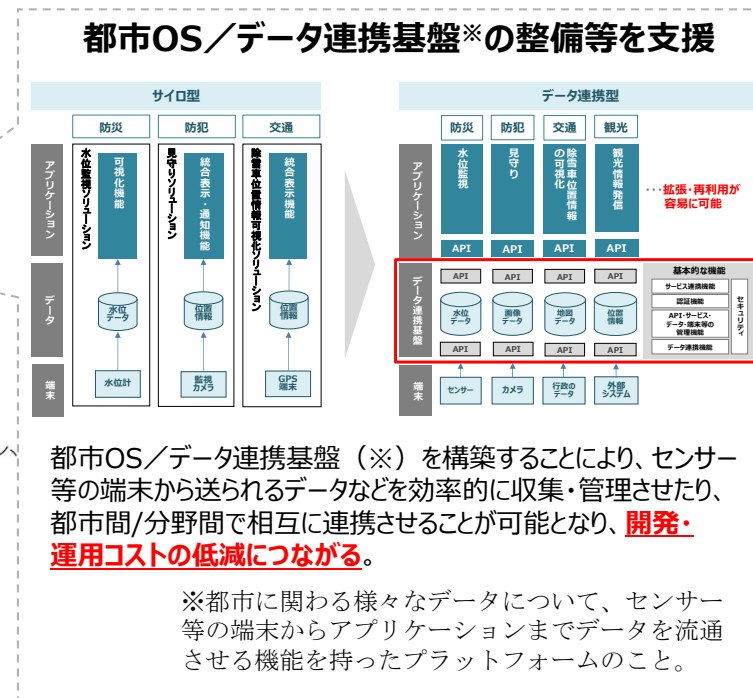 都市OS／データ連携基盤※の整備等を支援
サイロ型
防災
防犯
交通
アプリケーション
データ
端末
水位監視ソリューション
可視化機能
水位
データ
水位計
見守りソリューション
統合表示・通知機能
位置
情報
監視
カメラ
除雪車位置情報可視化ソリューション
統合表示機能
位置
情報
GPS
端末
データ連携型
防災
防犯
交通
観光
アプリケーション
データ連携基盤
端末
水位監視
見守り
除雪車位置情報
の可視化
観光情報発信
･･･拡張・再利用が
容易に可能
API
API
API
API
API
API
API
API
水位
データ
画像
データ
地図
データ
位置
情報
API
API
API
API
基本的な機能
サービス連携機能
認証機能
API・サービス・
データ・端末等の
管理機能
データ連携機能
セキュリティ
センサー
カメラ
行政の
データ
外部
システム
都市OS／データ連携基盤（※）を構築することにより、センサー
等の端末から送られるデータなどを効率的に収集・管理させたり、
都市間/分野間で相互に連携させることが可能となり、開発・
運用コストの低減につながる。
※都市に関わる様々なデータについて、センサー
等の端末からアプリケーションまでデータを流通
させる機能を持ったプラットフォームのこと。